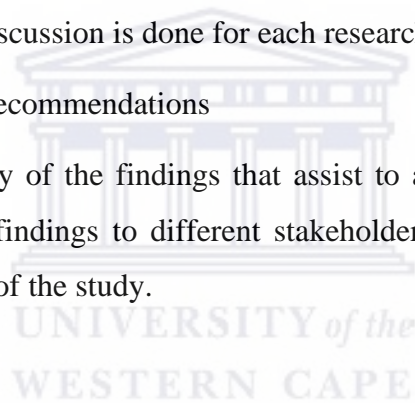 scussion is done for each researc
ecommendations
y of the findings that assist to a
findings to different stakeholder
of the study.
UNIVERSITY of the
WESTERN CAPE